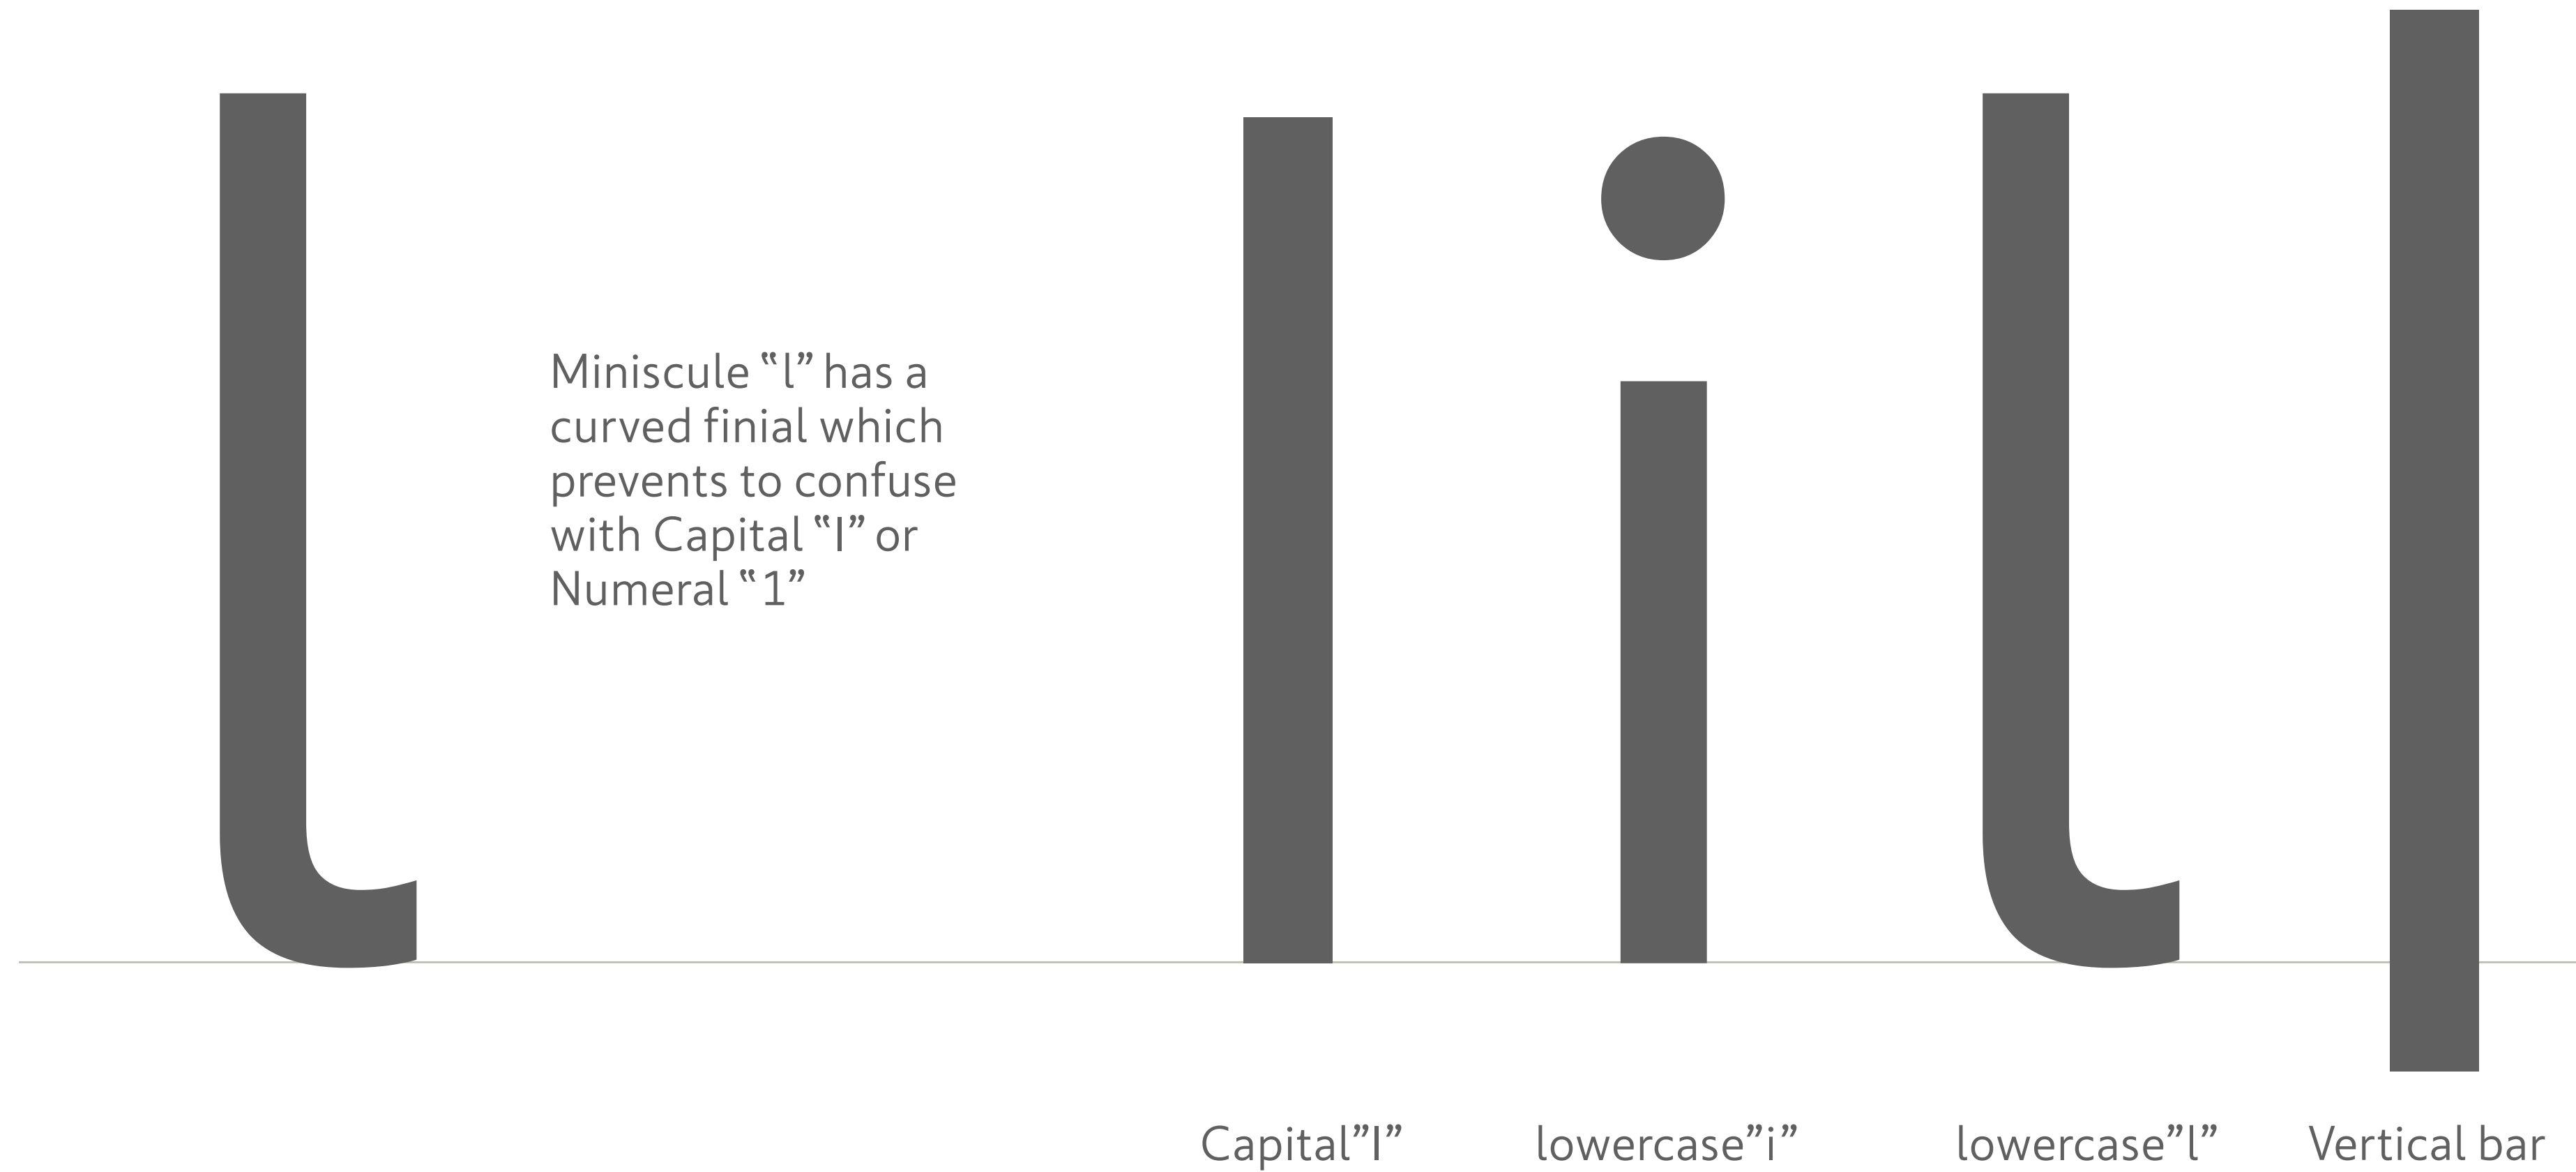 l I i l |
Miniscule “l” has a
curved finial which
prevents to confuse
with Capital “I” or
Numeral “1”
Capital”I” lowercase”i” lowercase”l” Vertical bar